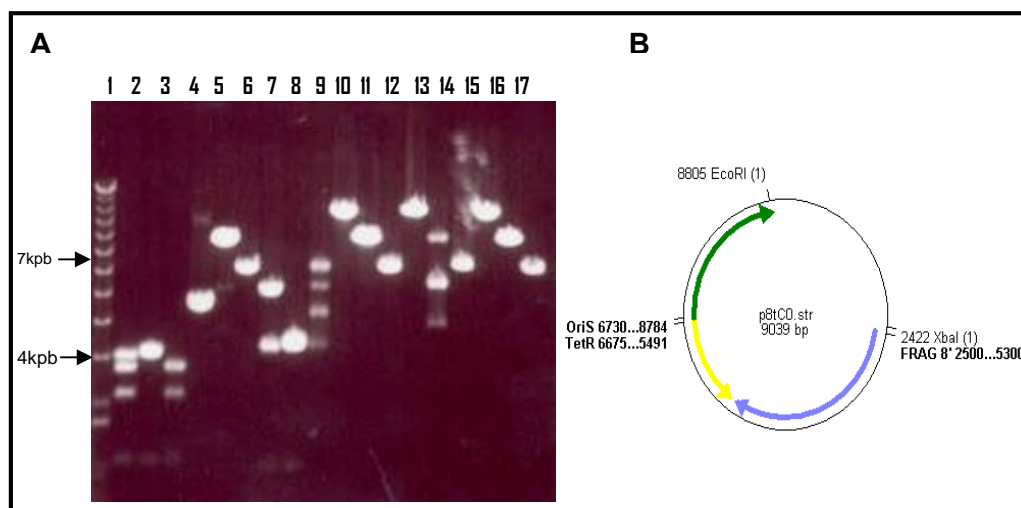 A
B
1 2 3 4 5 6 7 8 9 10 11 12 13 14 15 16 17
7kpb
4kpb
8805 EcoRI (1)
p8tC0.str
9039 bp
OriS 6730...8784
TetR 6675...5491
2422 XbaI (1)
FRAG 8' 2500...5300